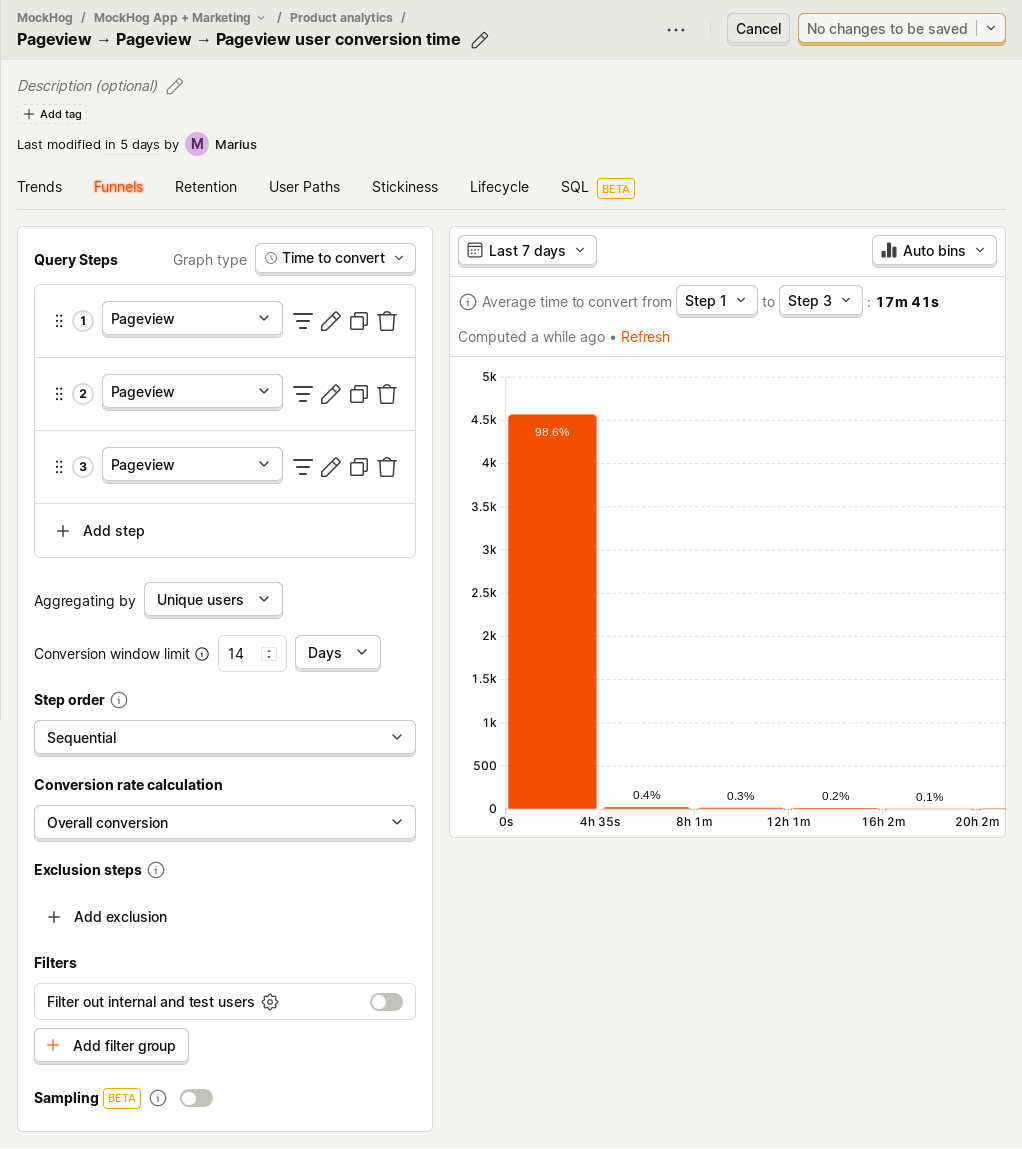 MockHog / MockHog App + Marketing / Product analytics /
Pageview → Pageview → Pageview user conversion time
Cancel
No changes to be saved
Description (optional)
Add tag
Last modified in 5 days by M Marius
Trends Funnels Retention User Paths Stickiness Lifecycle SQL BETA
Query Steps Graph type Time to convert
1 Pageview
2 Pageview
3 Pageview
Add step
Aggregating by Unique users
Conversion window limit 14 Days
Step order
Sequential
Conversion rate calculation
Overall conversion
Exclusion steps
Add exclusion
Filters
Filter out internal and test users
Add filter group
Sampling BETA
Last 7 days Auto bins
Average time to convert from Step 1 to Step 3 : 17m 41s
Computed a while ago • Refresh
5k
4.5k
98.6%
4k
3.5k
3k
2.5k
2k
1.5k
1k
500
0.4% 0.3% 0.2% 0.1%
0
0s 4h 35s 8h 1m 12h 1m 16h 2m 20h 2m